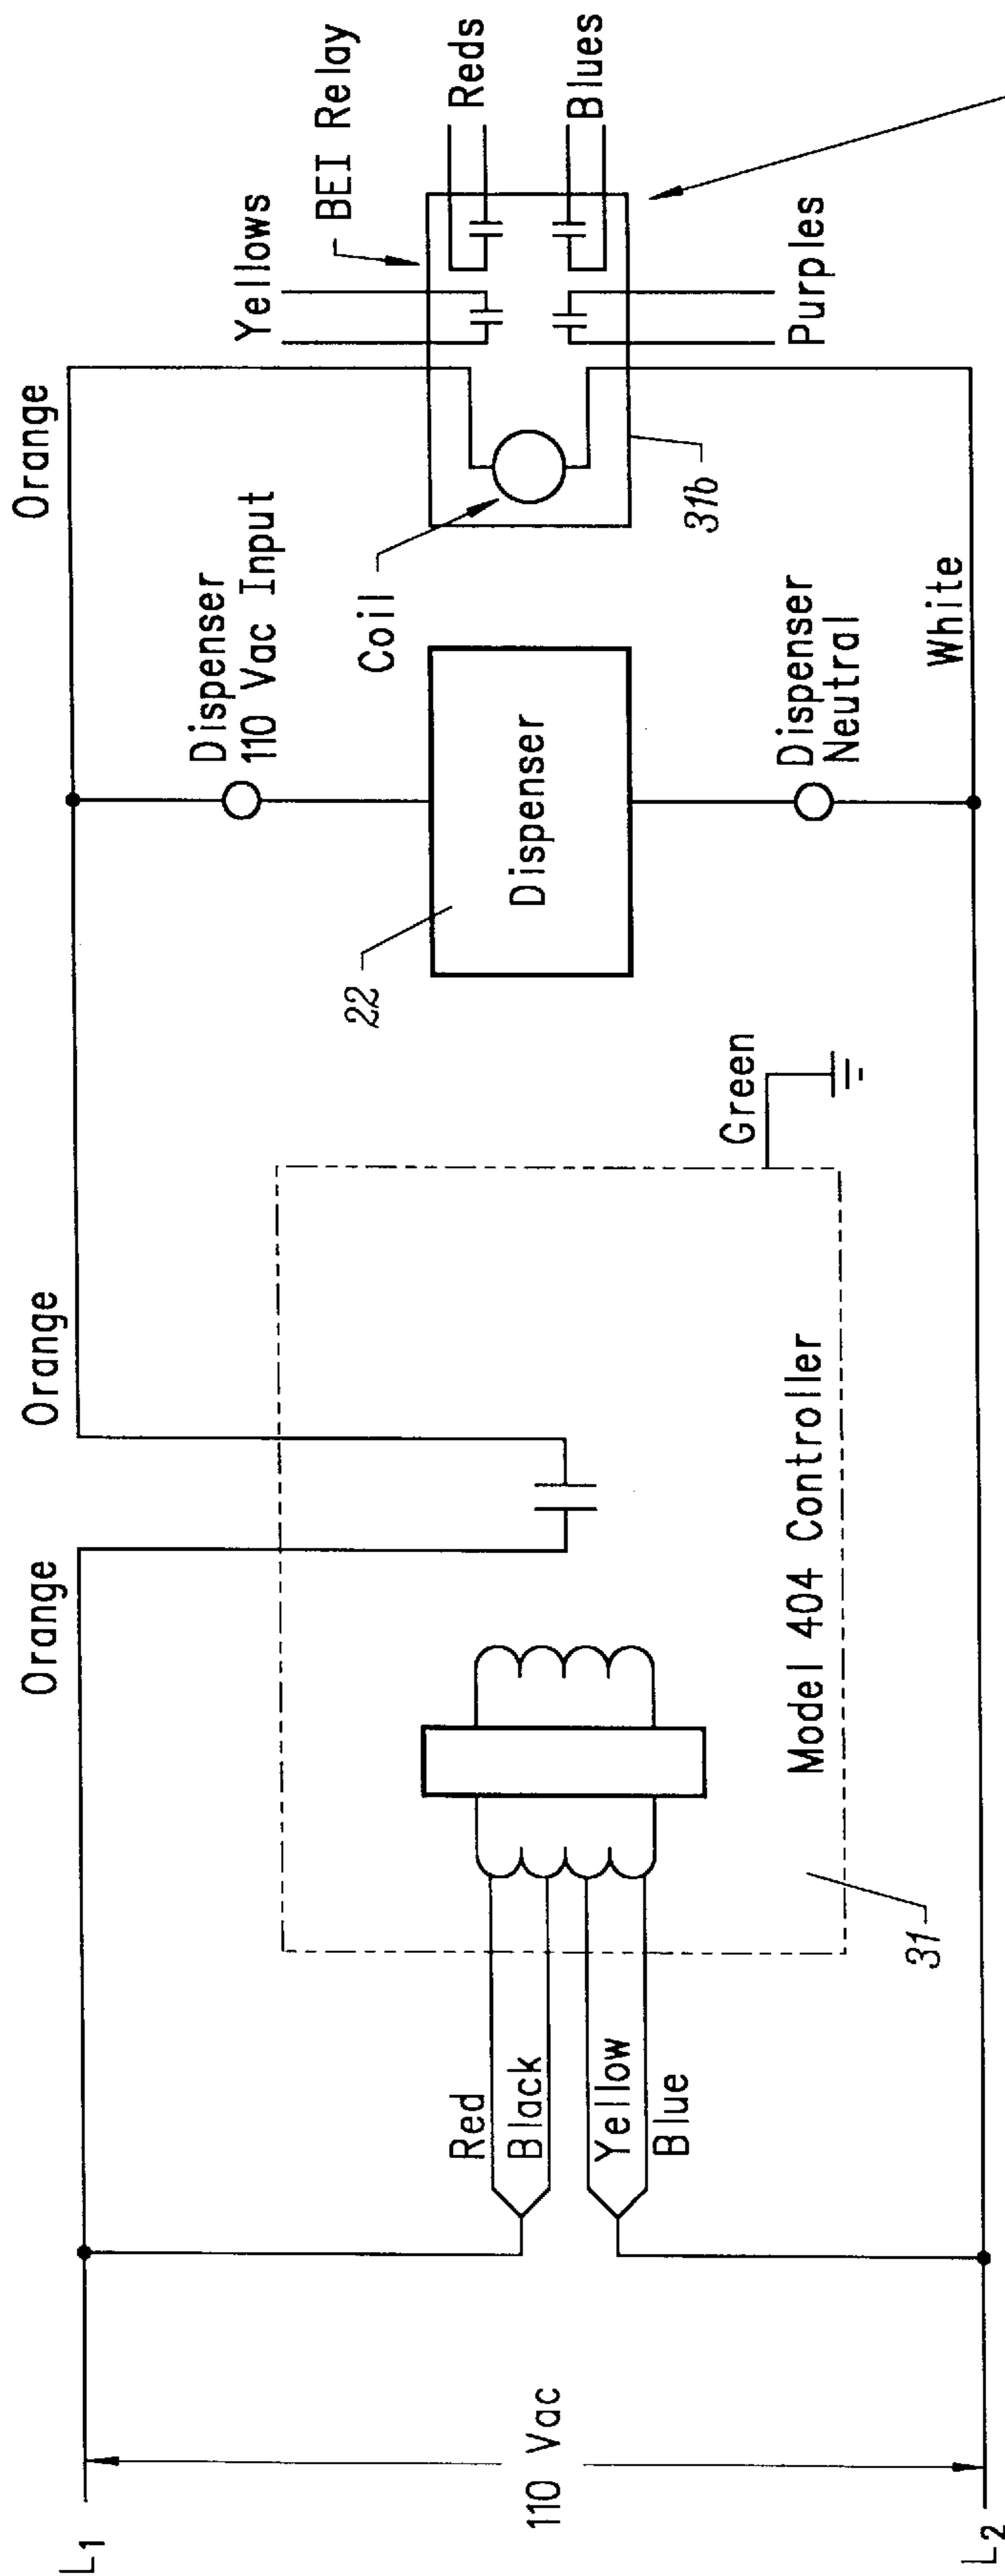 L1
L2
110 Vac
Orange
Orange
Orange
Red
Black
Yellow
Blue
Model 404 Controller
31
Green
22
Dispenser
Dispenser
110 Vac Input
Dispenser
Neutral
White
Coil
31b
Yellows
BEI Relay
Reds
Blues
Purples